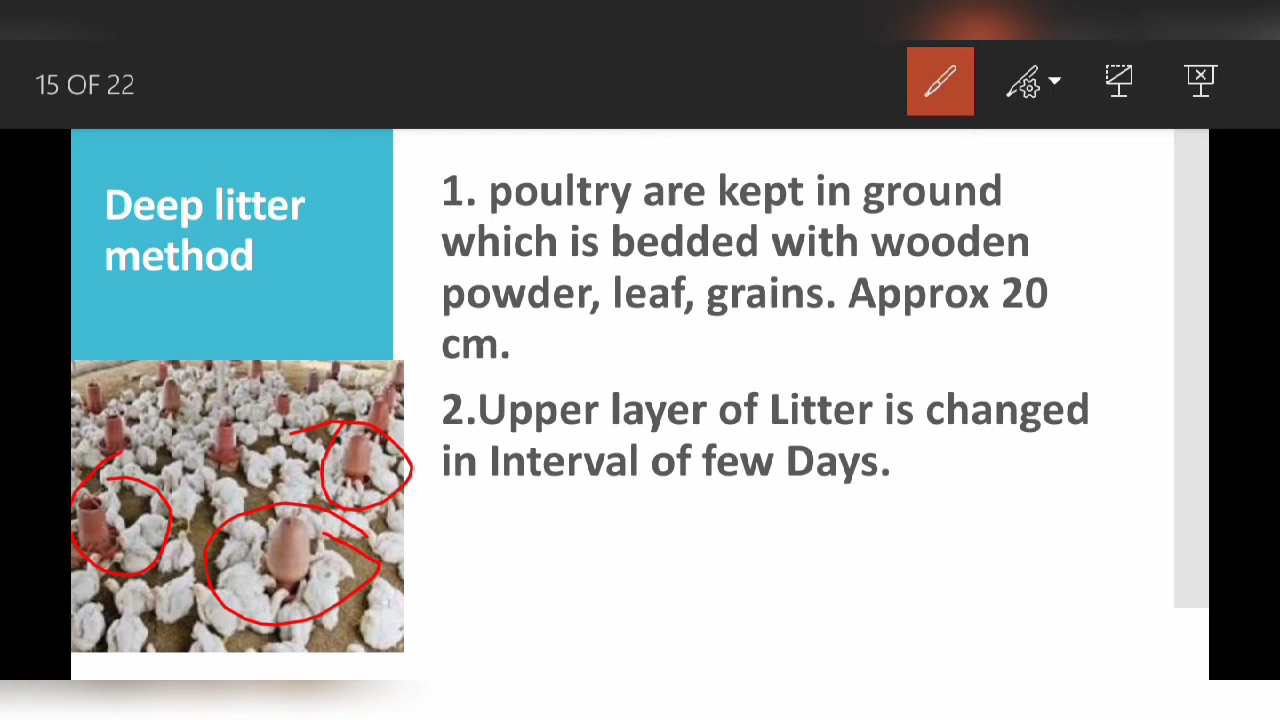 15 OF 22
Deep litter
method
1. poultry are kept in ground
which is bedded with wooden
powder, leaf, grains. Approx 20
cm.
2.Upper layer of Litter is changed
in Interval of few Days.